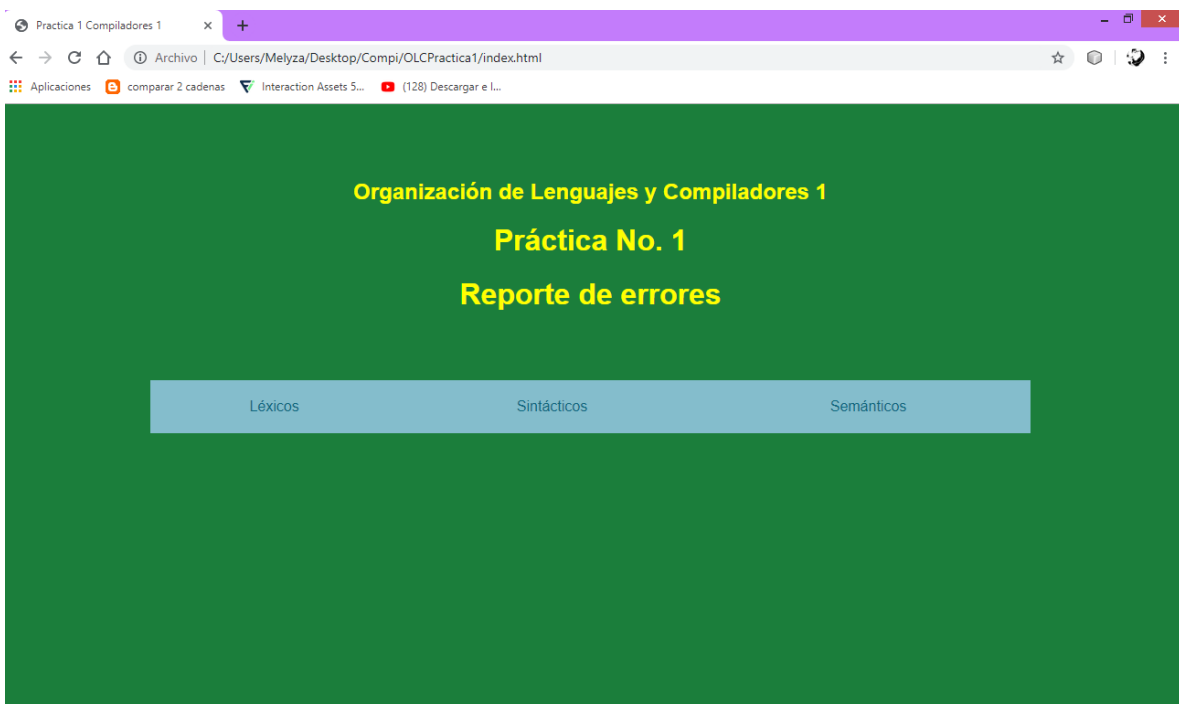 Practica 1 Compiladores 1
Archivo | C:/Users/Melyza/Desktop/Compi/OLCPractica1/index.html
Aplicaciones comparar 2 cadenas Interaction Assets 5... (128) Descargar e l...
Organización de Lenguajes y Compiladores 1
Práctica No. 1
Reporte de errores
Léxicos Sintácticos Semánticos